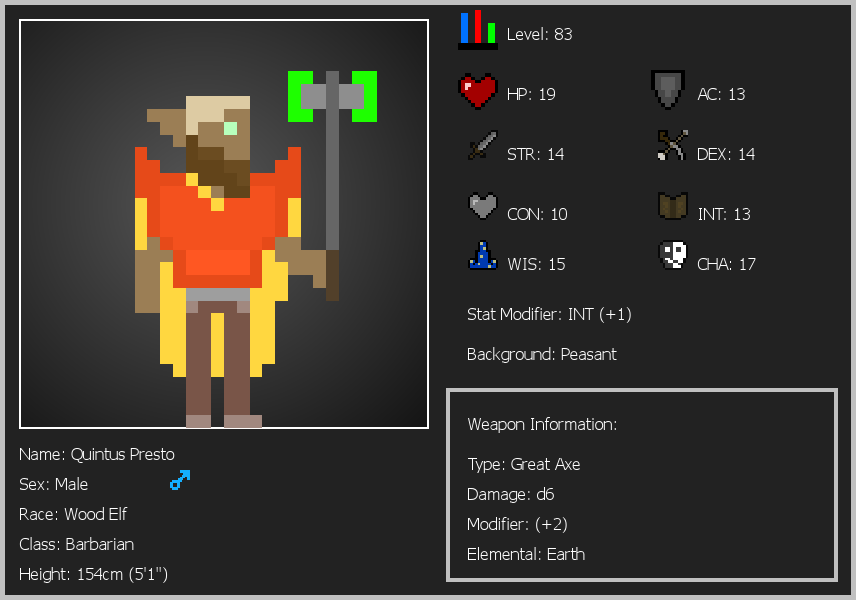 Level: 83
HP: 19
AC: 13
STR: 14
DEX: 14
CON: 10
INT: 13
WIS: 15
CHA: 17
Stat Modifier: INT (+1)
Background: Peasant
Weapon Information:
Type: Great Axe
Damage: d6
Modifier: (+2)
Elemental: Earth
Name: Quintus Presto
Sex: Male
Race: Wood Elf
Class: Barbarian
Height: 154cm (5'1")